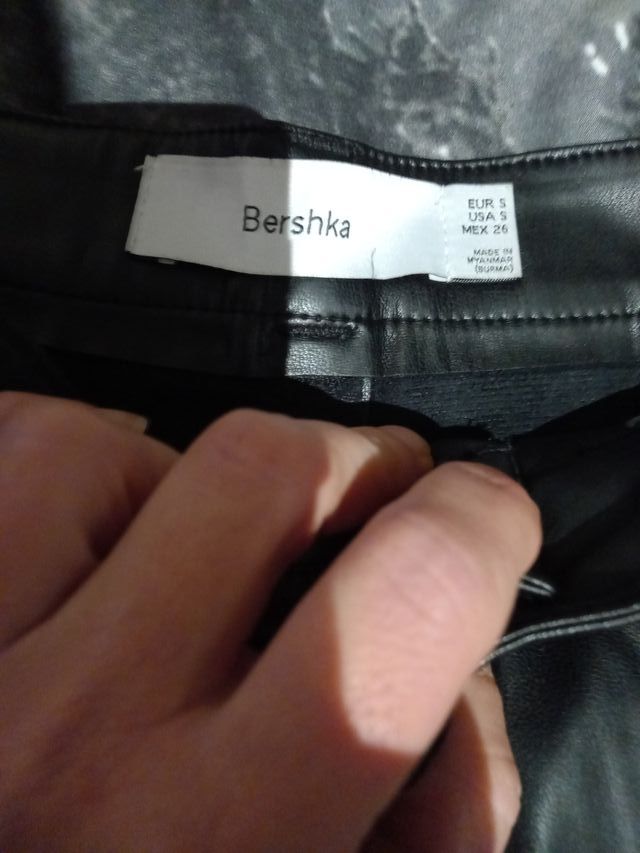 Bershka
EUR S
USA S
MEX 26
MADE IN
MYANMAR
(BURMA)